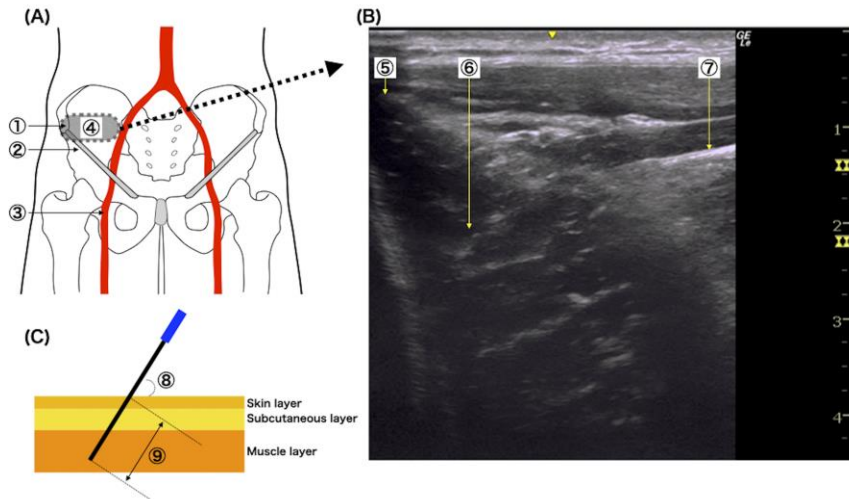 (A)
①
②
③
④
(B)
⑤
⑥
⑦
GE
Le
1
2
3
4
(C)
⑧
⑨
Skin layer
Subcutaneous layer
Muscle layer